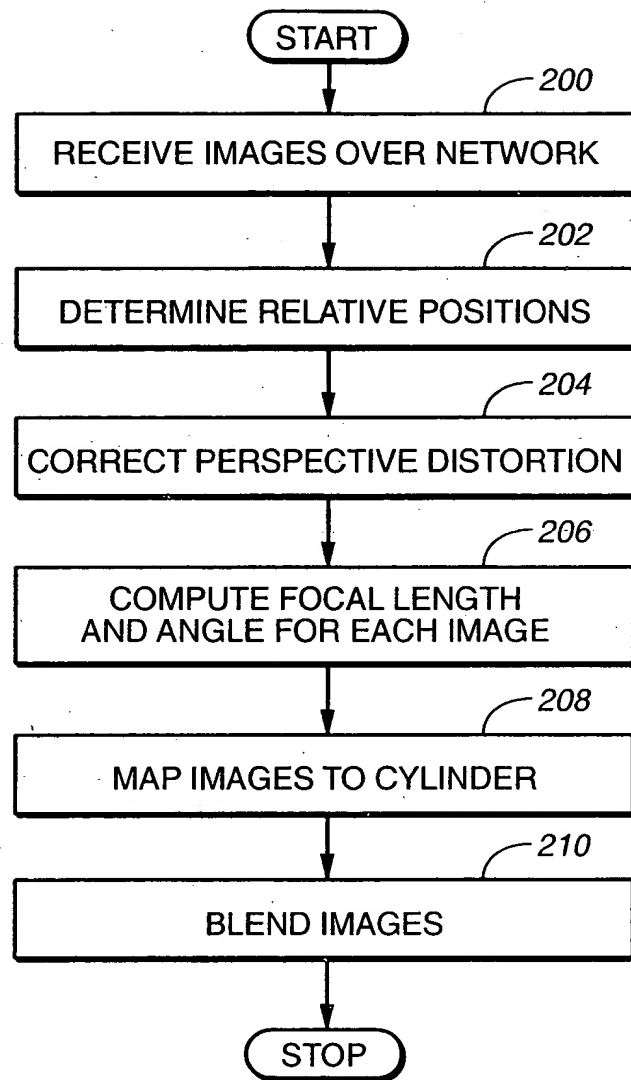 START
200
RECEIVE IMAGES OVER NETWORK
202
DETERMINE RELATIVE POSITIONS
204
CORRECT PERSPECTIVE DISTORTION
206
COMPUTE FOCAL LENGTH
AND ANGLE FOR EACH IMAGE
208
MAP IMAGES TO CYLINDER
210
BLEND IMAGES
STOP